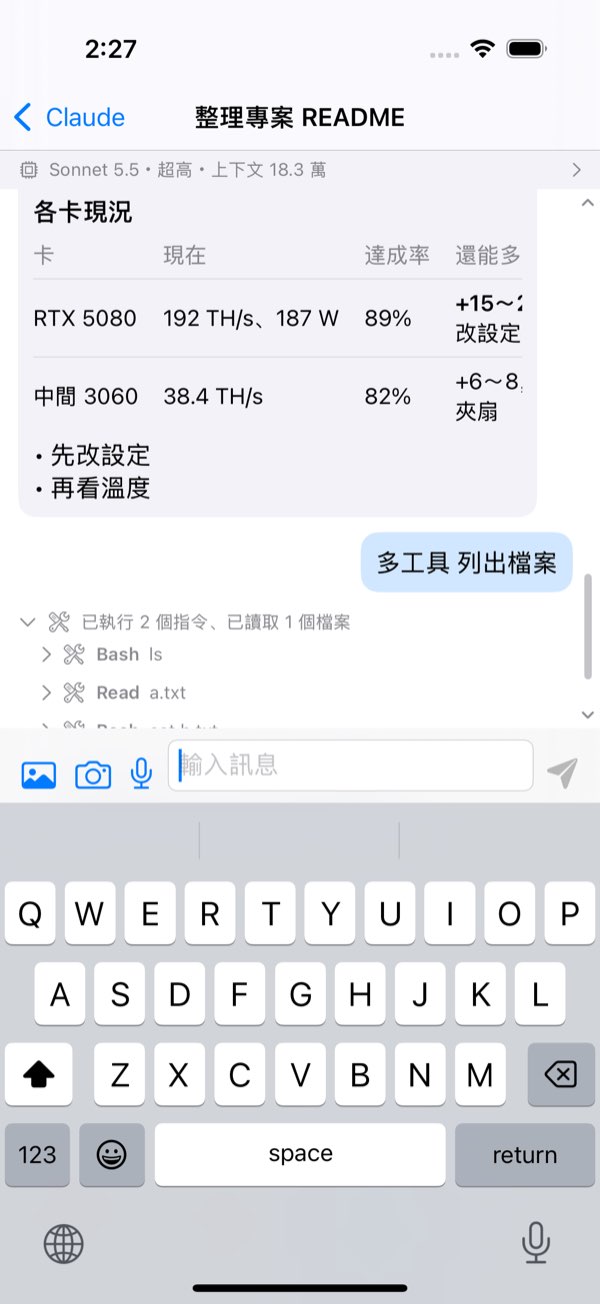 2:27
Claude
整理專案 README
Sonnet 5.5・超高・上下文 18.3 萬
各卡現況
卡 現在 達成率 還能多
RTX 5080 192 TH/s、187 W 89% +15～2
改設定
中間 3060 38.4 TH/s 82% +6～8
夾扇
・先改設定
・再看溫度
多工具 列出檔案
已執行 2 個指令、已讀取 1 個檔案
Bash ls
Read a.txt
輸入訊息
Q W E R T Y U I O P
A S D F G H J K L
Z X C V B N M
123 space return